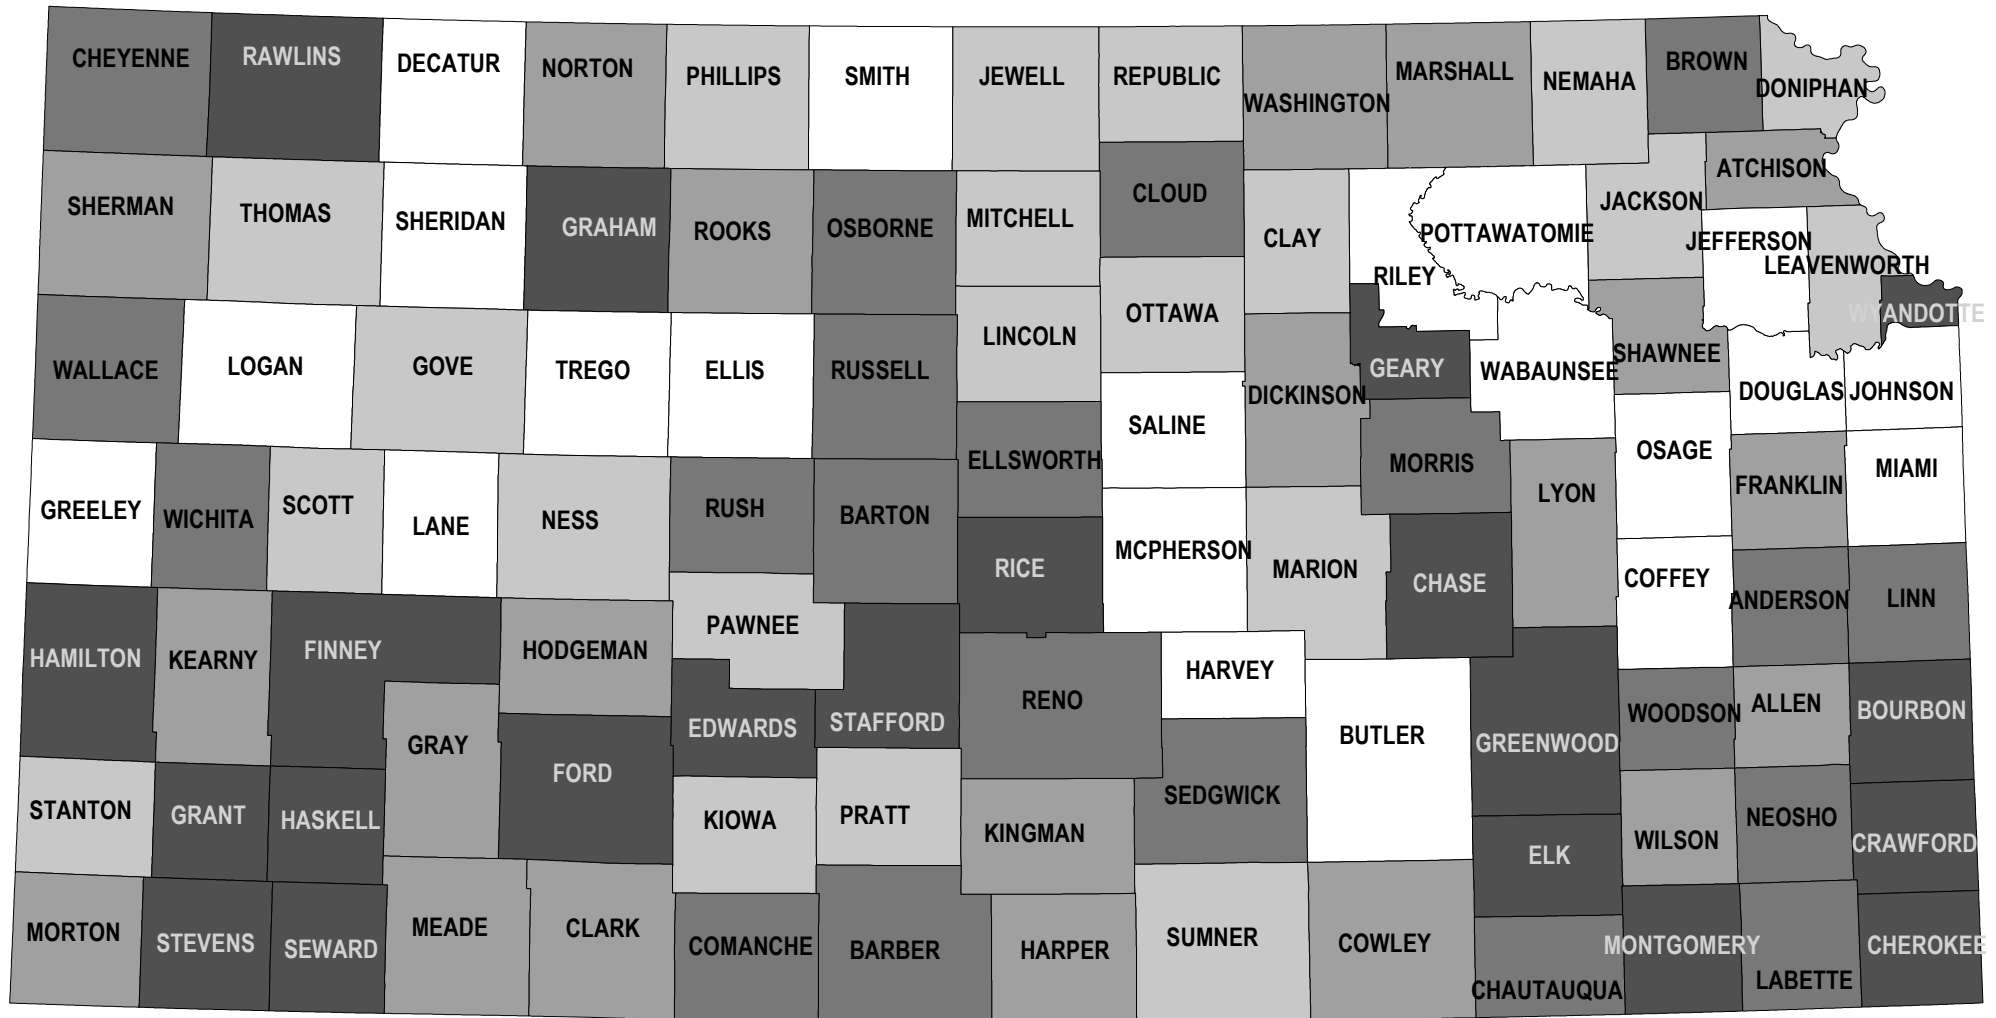 CHEYENNE
RAWLINS
DECATUR
NORTON
PHILLIPS
SMITH
JEWELL
REPUBLIC
WASHINGTON
MARSHALL
NEMAHA
BROWN
DONIPHAN
SHERMAN
THOMAS
SHERIDAN
GRAHAM
ROOKS
OSBORNE
MITCHELL
CLOUD
CLAY
RILEY
POTTAWATOMIE
JACKSON
ATCHISON
JEFFERSON
LEAVENWORTH
WYANDOTTE
WALLACE
LOGAN
GOVE
TREGO
ELLIS
RUSSELL
LINCOLN
OTTAWA
DICKINSON
GEARY
WABAUNSEE
SHAWNEE
DOUGLAS
JOHNSON
GREELEY
WICHITA
SCOTT
LANE
NESS
RUSH
BARTON
ELLSWORTH
SALINE
MORRIS
LYON
OSAGE
FRANKLIN
MIAMI
RICE
MCPHERSON
MARION
CHASE
COFFEY
ANDERSON
LINN
HAMILTON
KEARNY
FINNEY
HODGEMAN
PAWNEE
GRAY
FORD
EDWARDS
STAFFORD
RENO
HARVEY
BUTLER
GREENWOOD
WOODSON
ALLEN
BOURBON
STANTON
GRANT
HASKELL
KIOWA
PRATT
KINGMAN
SEDGWICK
ELK
WILSON
NEOSHO
CRAWFORD
MORTON
STEVENS
SEWARD
MEADE
CLARK
COMANCHE
BARBER
HARPER
SUMNER
COWLEY
CHAUTAUQUA
MONTGOMERY
LABETTE
CHEROKEE